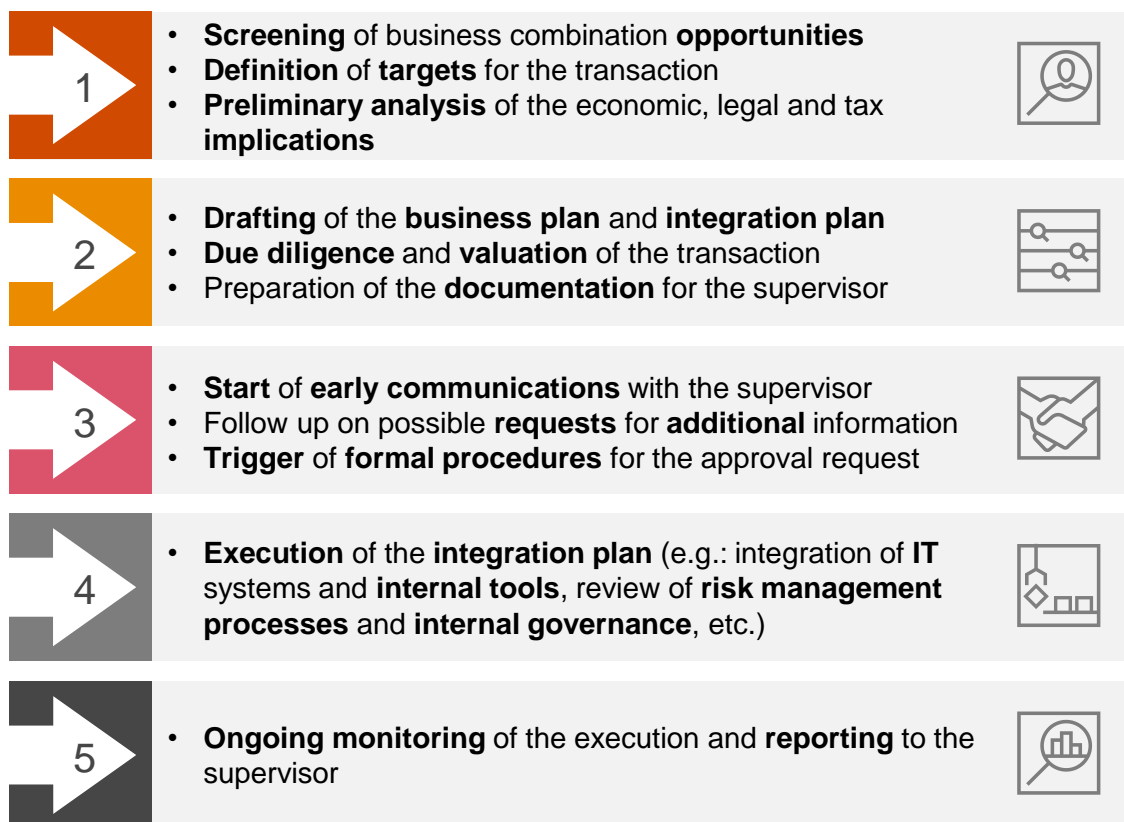 1
• Screening of business combination opportunities
• Definition of targets for the transaction
• Preliminary analysis of the economic, legal and tax
implications
2
• Drafting of the business plan and integration plan
• Due diligence and valuation of the transaction
• Preparation of the documentation for the supervisor
3
• Start of early communications with the supervisor
• Follow up on possible requests for additional information
• Trigger of formal procedures for the approval request
4
• Execution of the integration plan (e.g.: integration of IT
systems and internal tools, review of risk management
processes and internal governance, etc.)
5
• Ongoing monitoring of the execution and reporting to the
supervisor